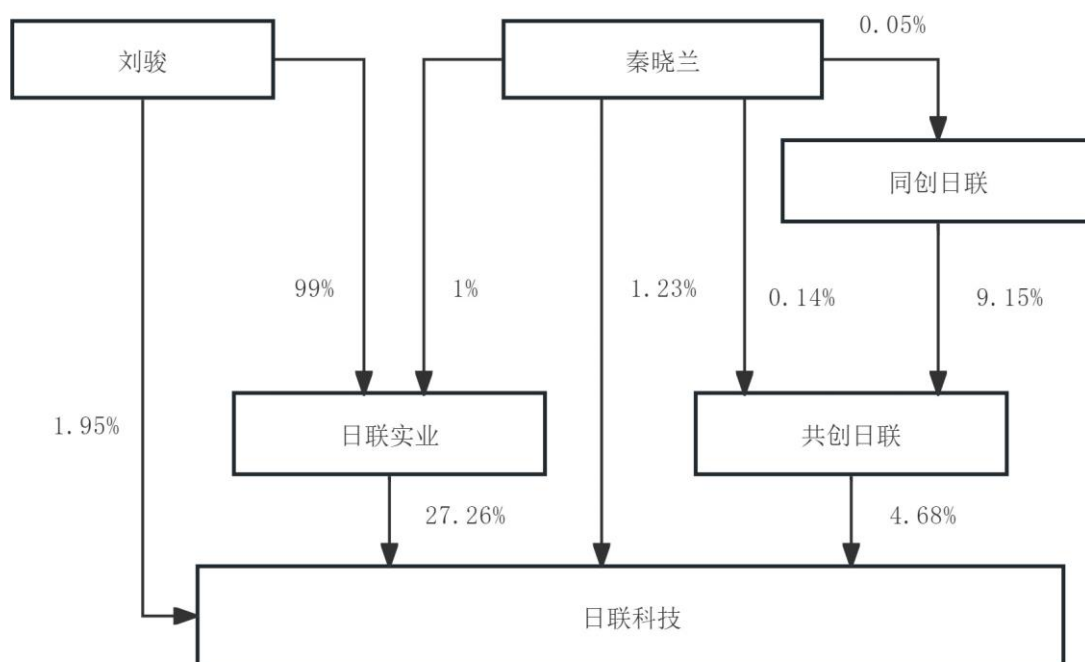 0.05%
刘骏
秦晓兰
同创日联
99%
1%
1.23%
0.14%
9.15%
1.95%
日联实业
共创日联
27.26%
4.68%
日联科技